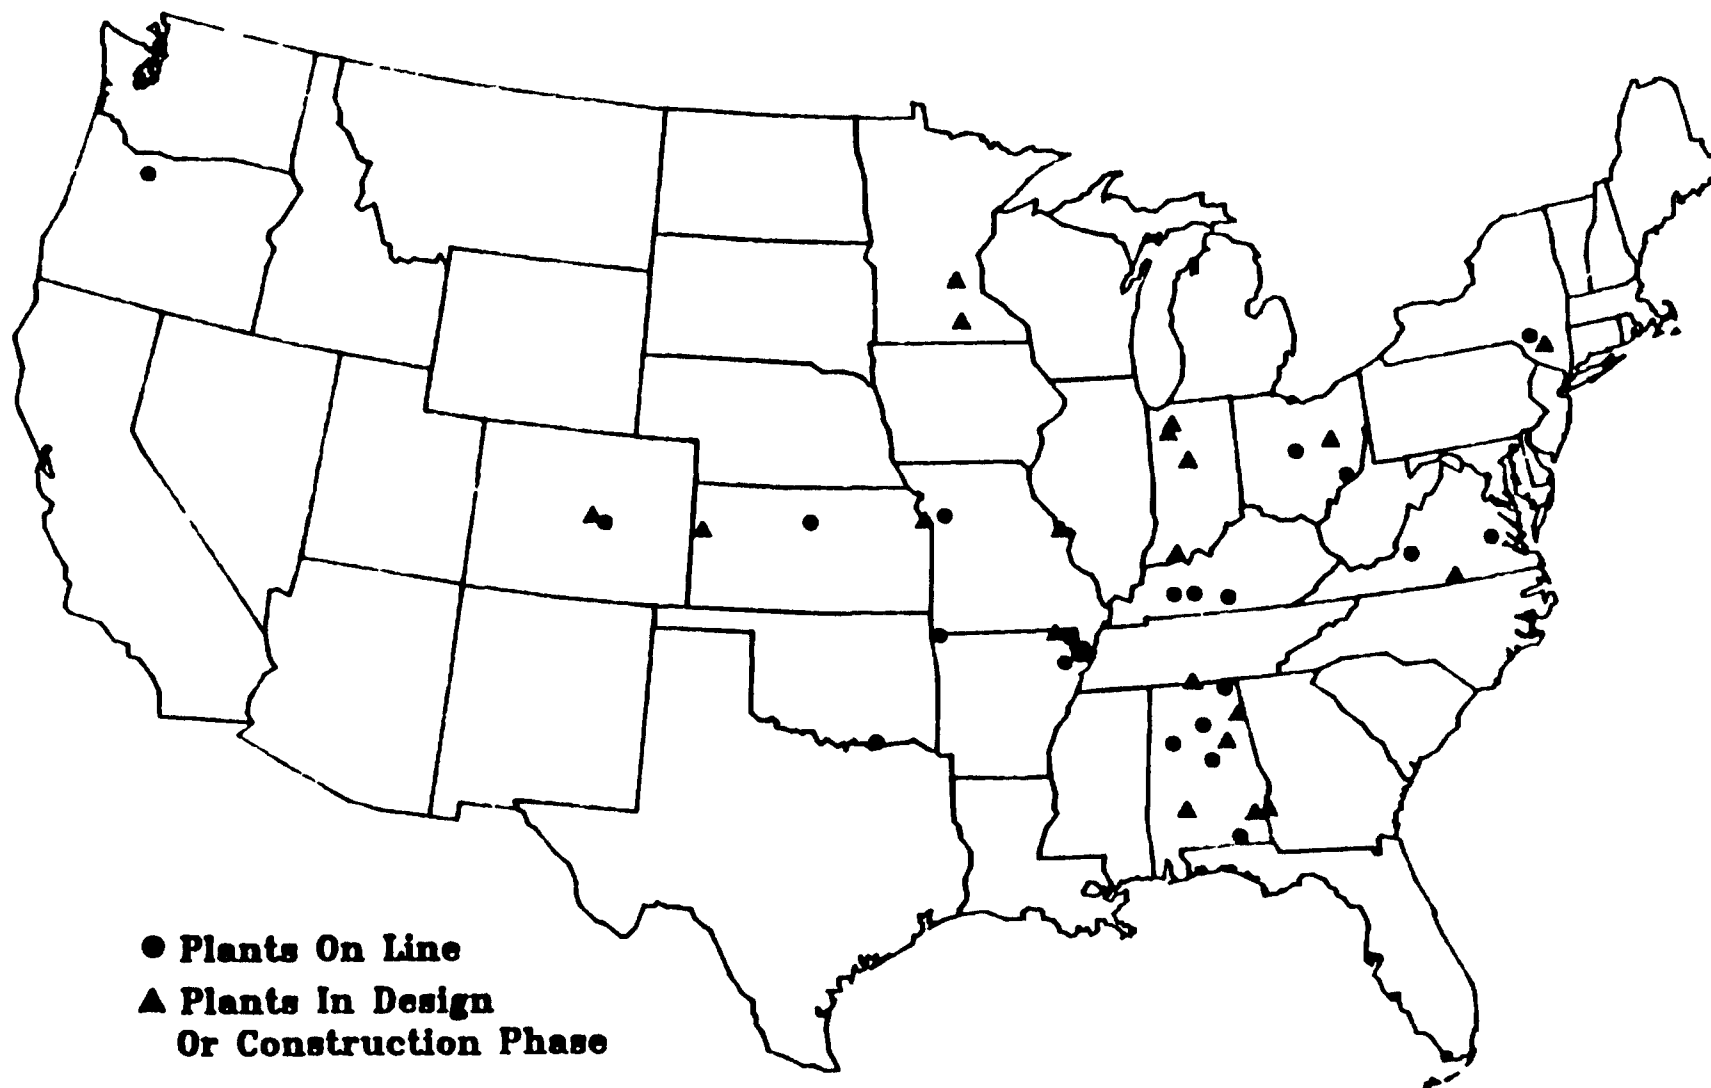 ● Plants On Line
▲ Plants In Design
Or Construction Phase